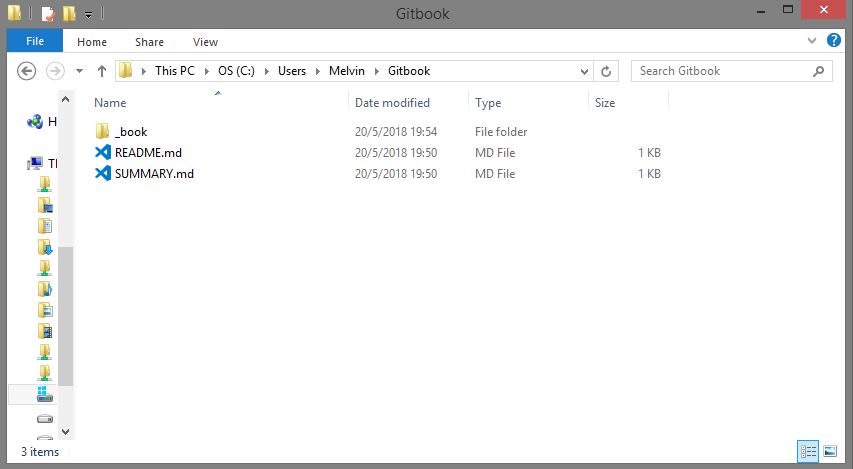 Gitbook
File Home Share View
This PC OS (C:) Users Melvin Gitbook Search Gitbook
Name Date modified Type Size
_book 20/5/2018 19:54 File folder
README.md 20/5/2018 19:50 MD File 1 KB
SUMMARY.md 20/5/2018 19:50 MD File 1 KB
3 items